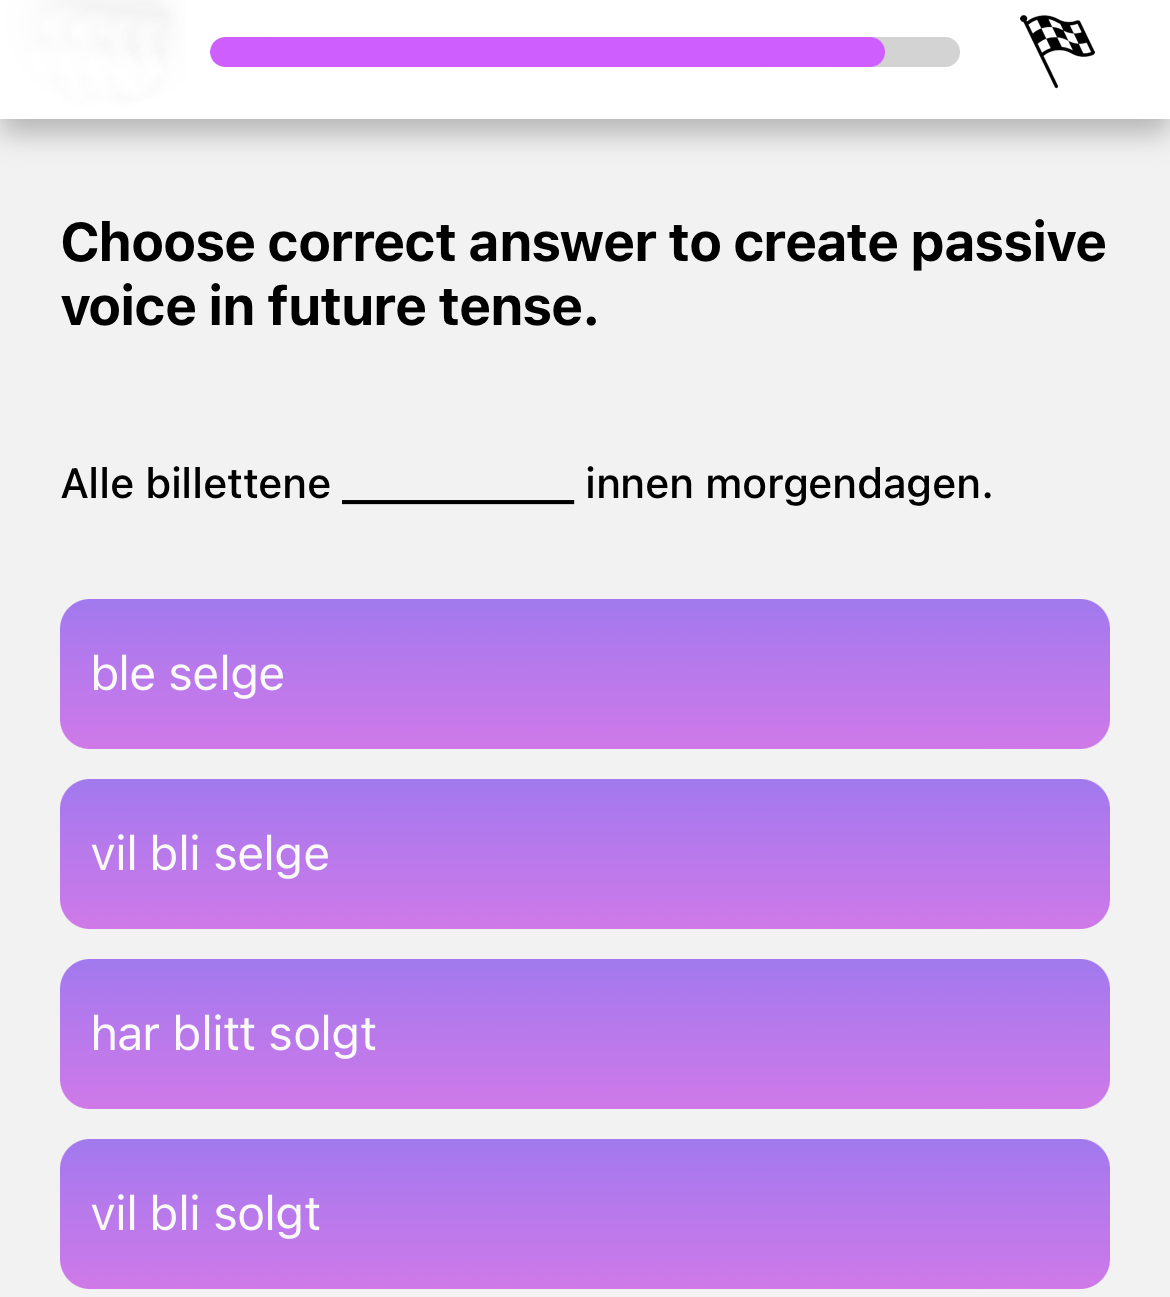 Choose correct answer to create passive
voice in future tense.
Alle billettene __________ innen morgendagen.
ble selge
vil bli selge
har blitt solgt
vil bli solgt